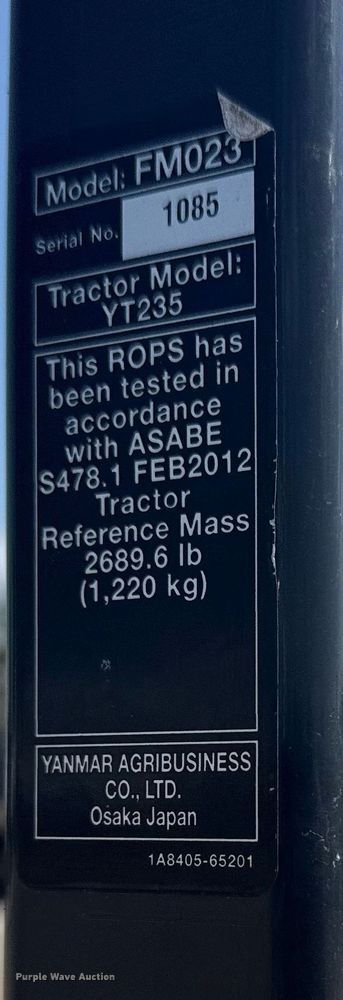 Model: FM023
Serial No. 1085
Tractor Model:
YT235
This ROPS has
been tested in
accordance
with ASABE
S478.1 FEB2012
Tractor
Reference Mass
2689.6 lb
(1,220 kg)
YANMAR AGRIBUSINESS
CO., LTD.
Osaka Japan
1A8405-65201
Purple Wave Auction